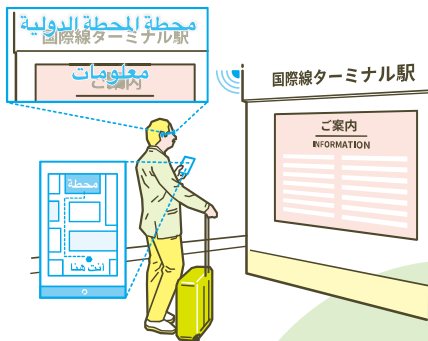 محطة المحطة الدولية
国際線ターミナル駅
معلومات
ご案内
国際線ターミナル駅
ご案内
INFORMATION
محطة
انت هنا